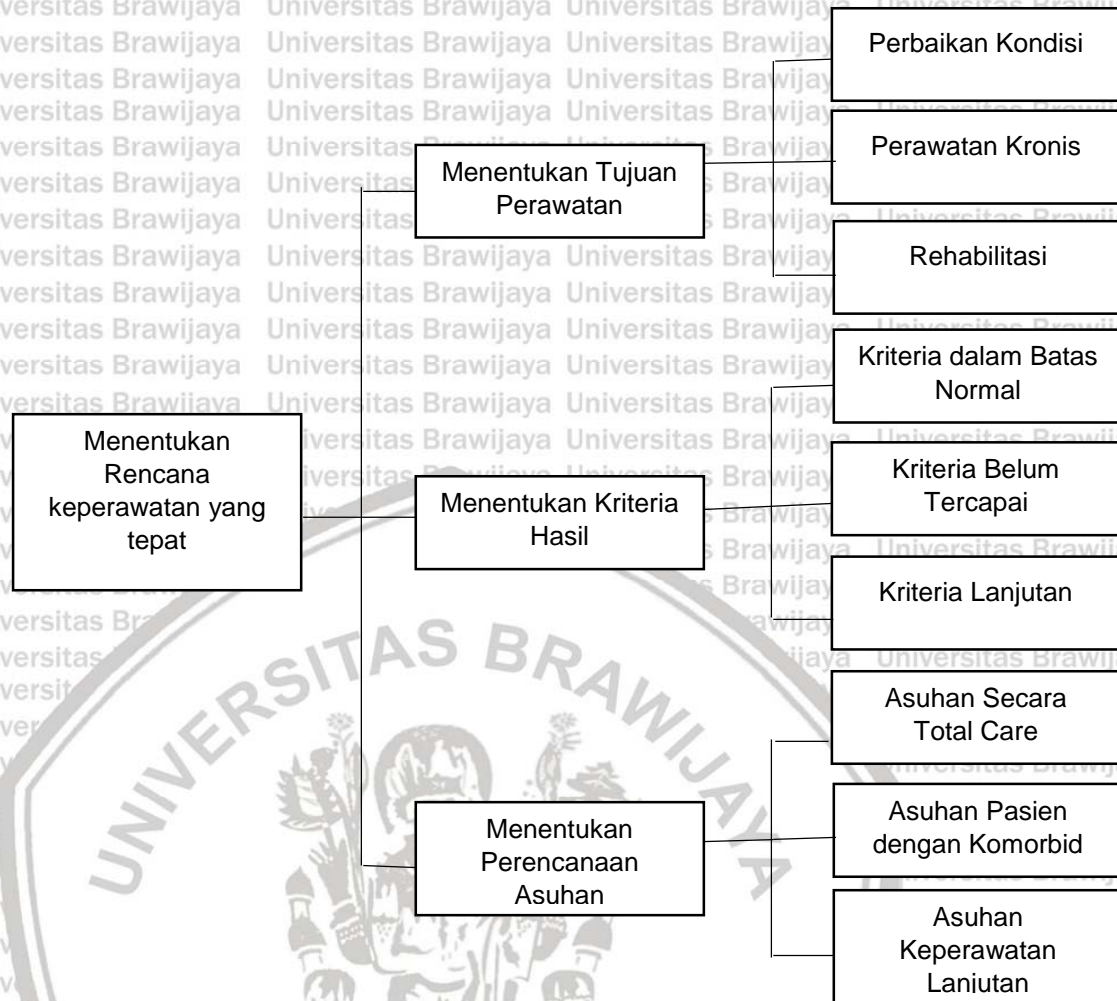 Perbaikan Kondisi
Perawatan Kronis
Menentukan Tujuan
Perawatan
Rehabilitasi
Kriteria dalam Batas
Normal
Menentukan
Rencana
keperawatan yang
tepat
Menentukan Kriteria
Hasil
Kriteria Belum
Tercapai
Kriteria Lanjutan
Asuhan Secara
Total Care
Menentukan
Perencanaan
Asuhan
Asuhan Pasien
dengan Komorbid
Asuhan
Keperawatan
Lanjutan
UNIVERSITAS BRAWIJAYA